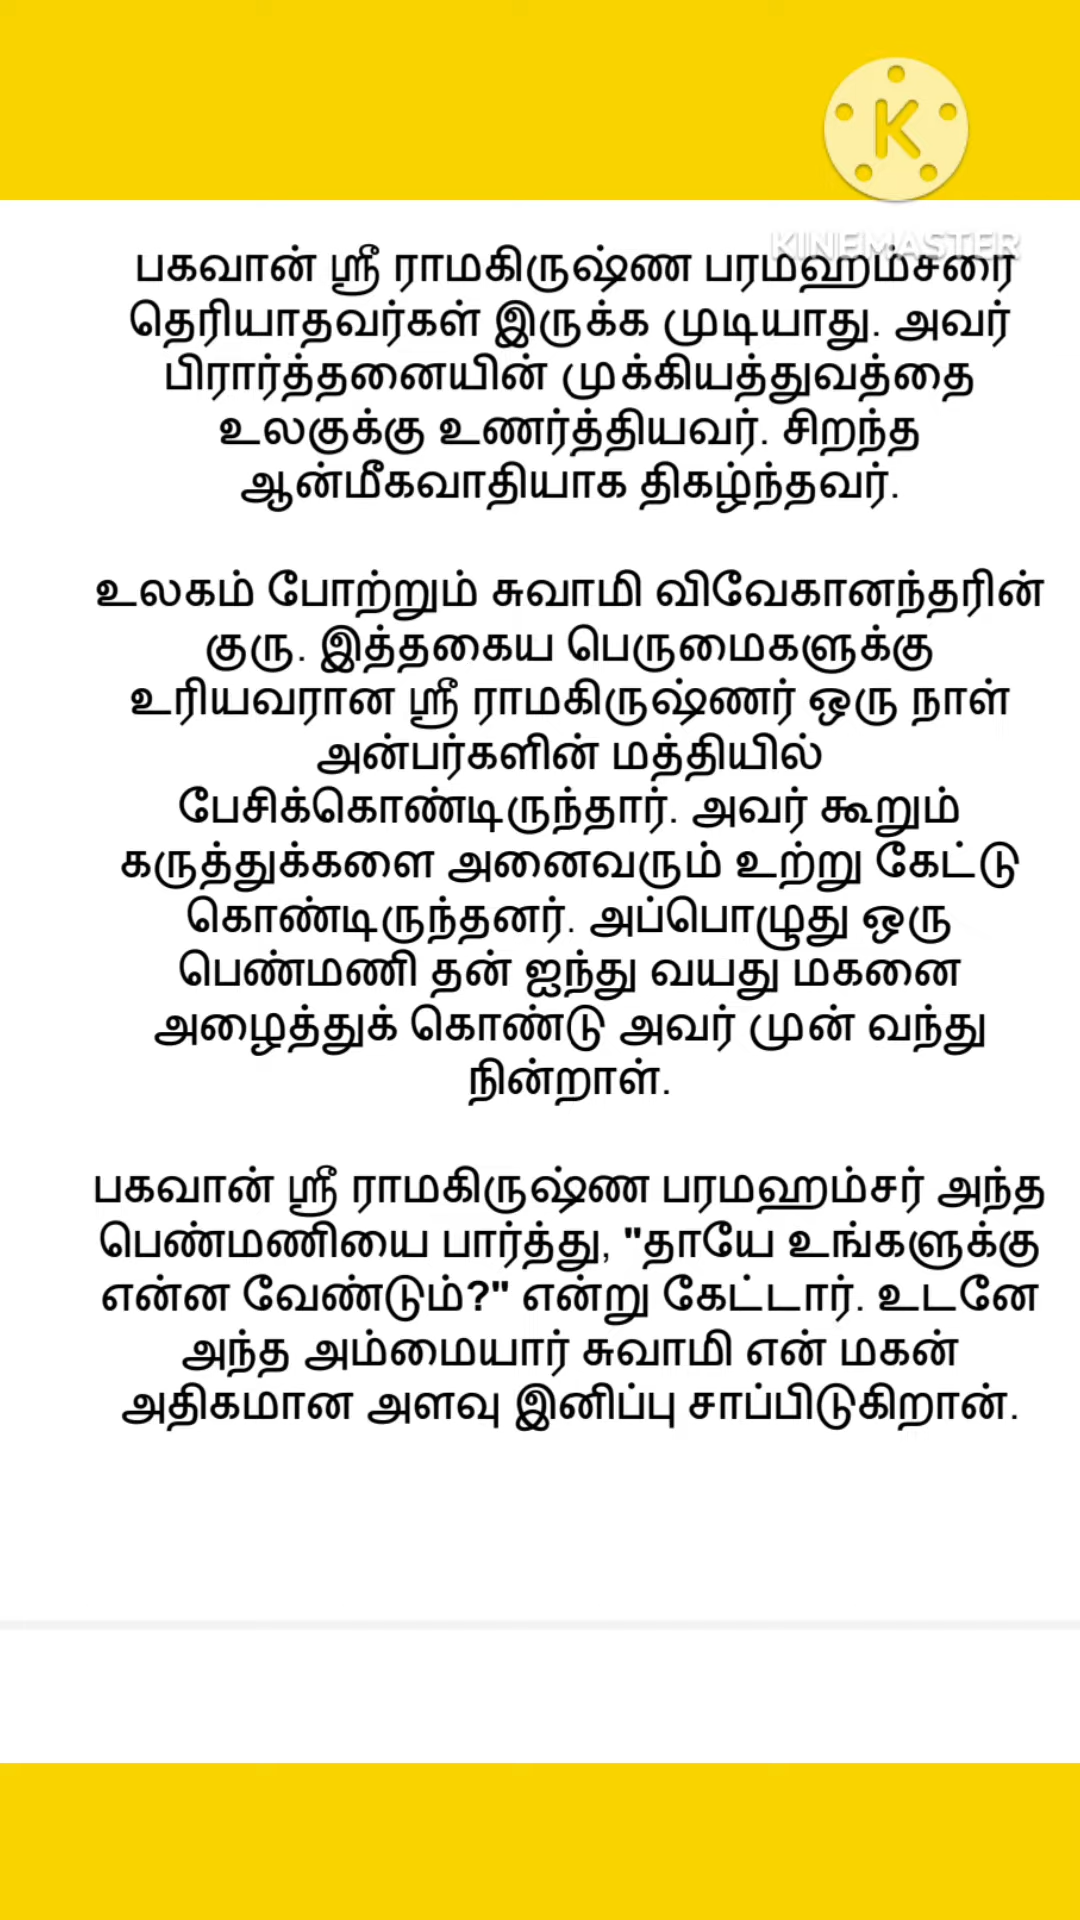 K
KINEMASTER
பகவான் ஸ்ரீ ராமகிருஷ்ண பரமஹம்சரை
தெரியாதவர்கள் இருக்க முடியாது. அவர்
பிரார்த்தனையின் முக்கியத்துவத்தை
உலகுக்கு உணர்த்தியவர். சிறந்த
ஆன்மீகவாதியாக திகழ்ந்தவர்.
உலகம் போற்றும் சுவாமி விவேகானந்தரின்
குரு. இத்தகைய பெருமைகளுக்கு
உரியவரான ஸ்ரீ ராமகிருஷ்ணர் ஒரு நாள்
அன்பர்களின் மத்தியில்
பேசிக்கொண்டிருந்தார். அவர் கூறும்
கருத்துக்களை அனைவரும் உற்று கேட்டு
கொண்டிருந்தனர். அப்பொழுது ஒரு
பெண்மணி தன் ஐந்து வயது மகனை
அழைத்துக் கொண்டு அவர் முன் வந்து
நின்றாள்.
பகவான் ஸ்ரீ ராமகிருஷ்ண பரமஹம்சர் அந்த
பெண்மணியை பார்த்து, "தாயே உங்களுக்கு
என்ன வேண்டும்?" என்று கேட்டார். உடனே
அந்த அம்மையார் சுவாமி என் மகன்
அதிகமான அளவு இனிப்பு சாப்பிடுகிறான்.